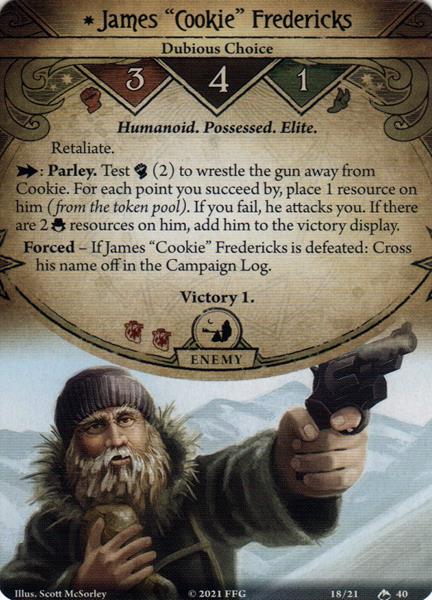 James “Cookie” Fredericks
Dubious Choice
3 4 1
Humanoid. Possessed. Elite.
Retaliate.
: Parley. Test (2) to wrestle the gun away from
Cookie. For each point you succeed by, place 1 resource on
him (from the token pool). If you fail, he attacks you. If there
are 2 resources on him, add him to the victory display.
Forced – If James “Cookie” Fredericks is defeated: Cross
his name off in the Campaign Log.
Victory 1.
ENEMY
Illus. Scott McSorley © 2021 FFG 18/21 40